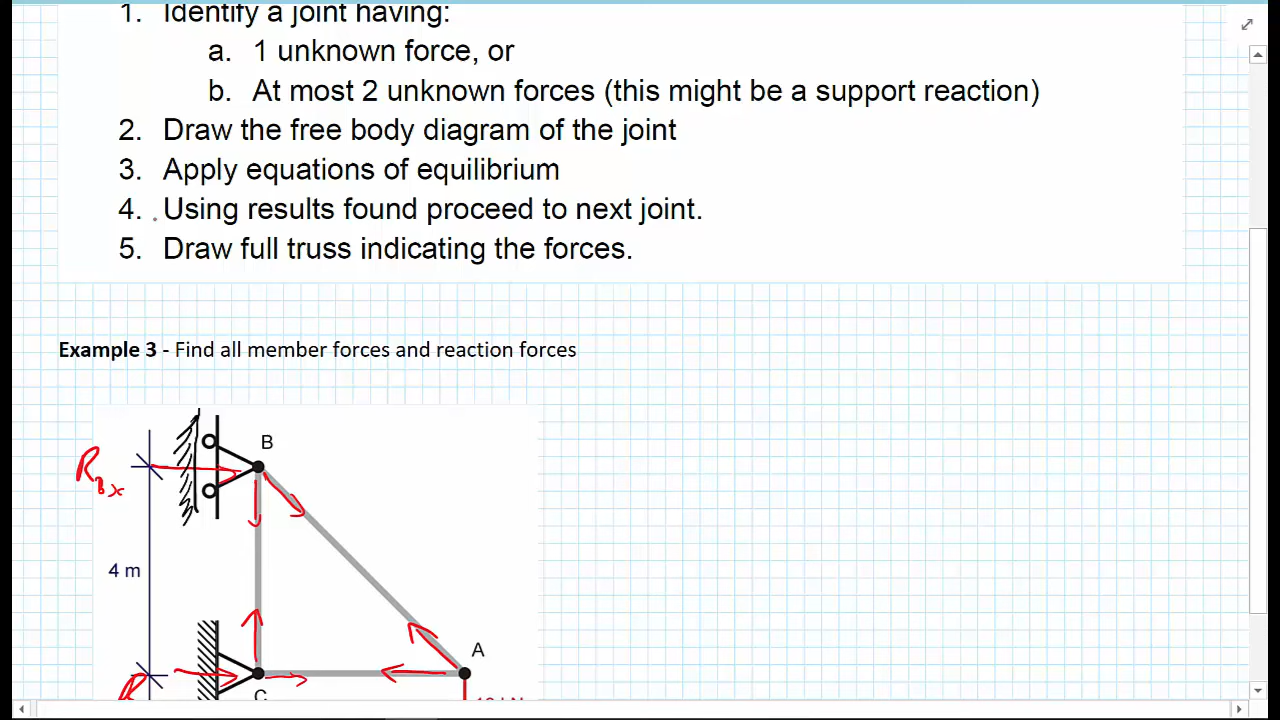 1. Identify a joint having:
a. 1 unknown force, or
b. At most 2 unknown forces (this might be a support reaction)
2. Draw the free body diagram of the joint
3. Apply equations of equilibrium
4. Using results found proceed to next joint.
5. Draw full truss indicating the forces.
Example 3 - Find all member forces and reaction forces
B
RBx
4 m
A
R
C